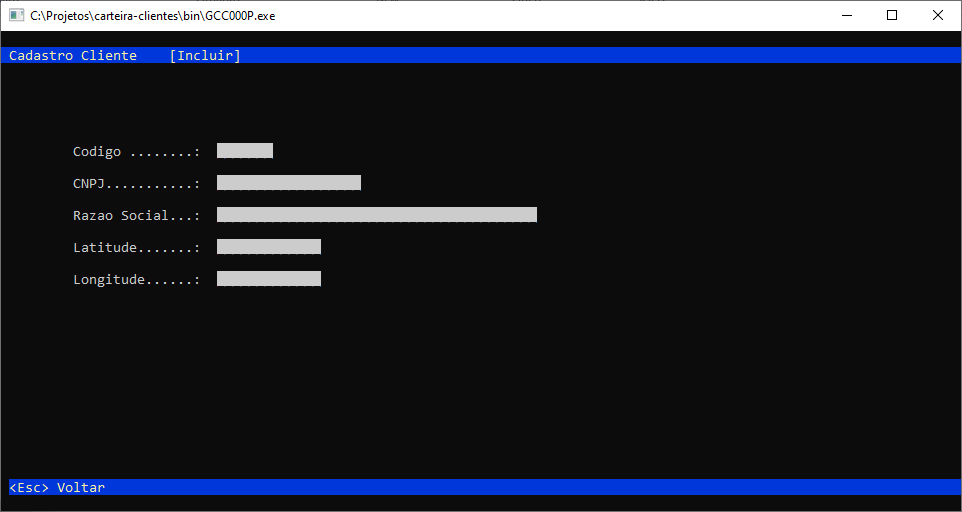 C:\Projetos\carteira-clientes\bin\GCC000P.exe
Cadastro Cliente    [Incluir]
Codigo ........:
CNPJ...........:
Razao Social...:
Latitude.......:
Longitude......:
<Esc> Voltar